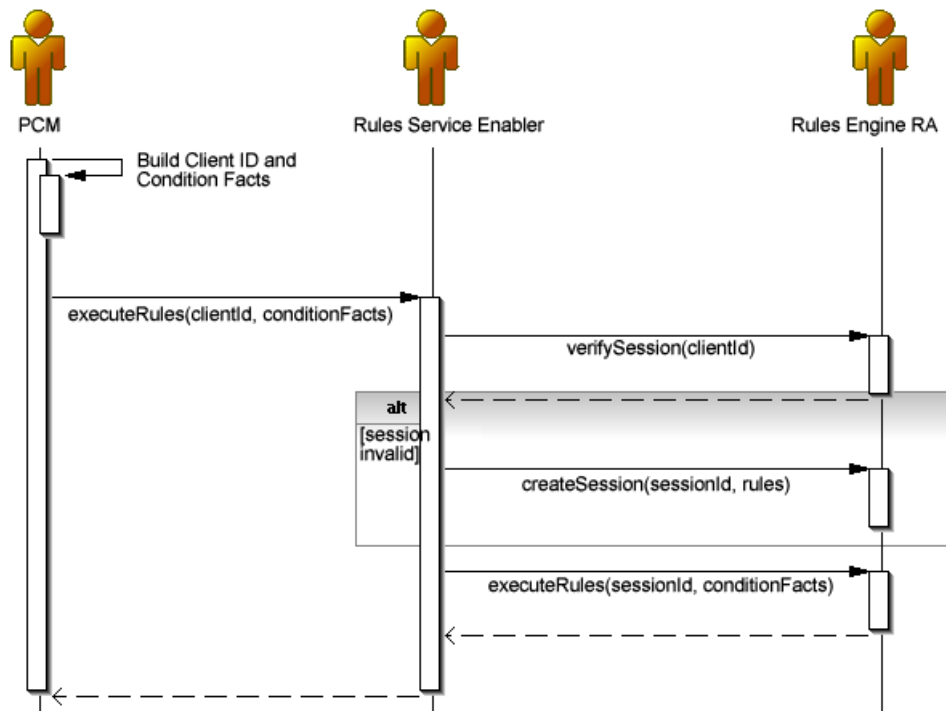 PCM
Rules Service Enabler
Rules Engine RA
Build Client ID and
Condition Facts
executeRules(clientId, conditionFacts)
verifySession(clientId)
alt
[session
invalid]
createSession(sessionId, rules)
executeRules(sessionId, conditionFacts)